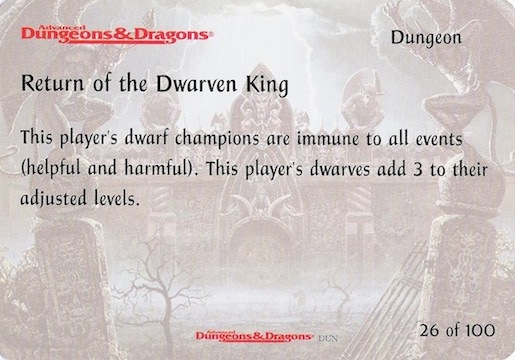 Advanced
Dungeons & Dragons®
Dungeon
Return of the Dwarven King
This player's dwarf champions are immune to all events
(helpful and harmful). This player's dwarves add 3 to their
adjusted levels.
Advanced
Dungeons & Dragons® DUN
26 of 100